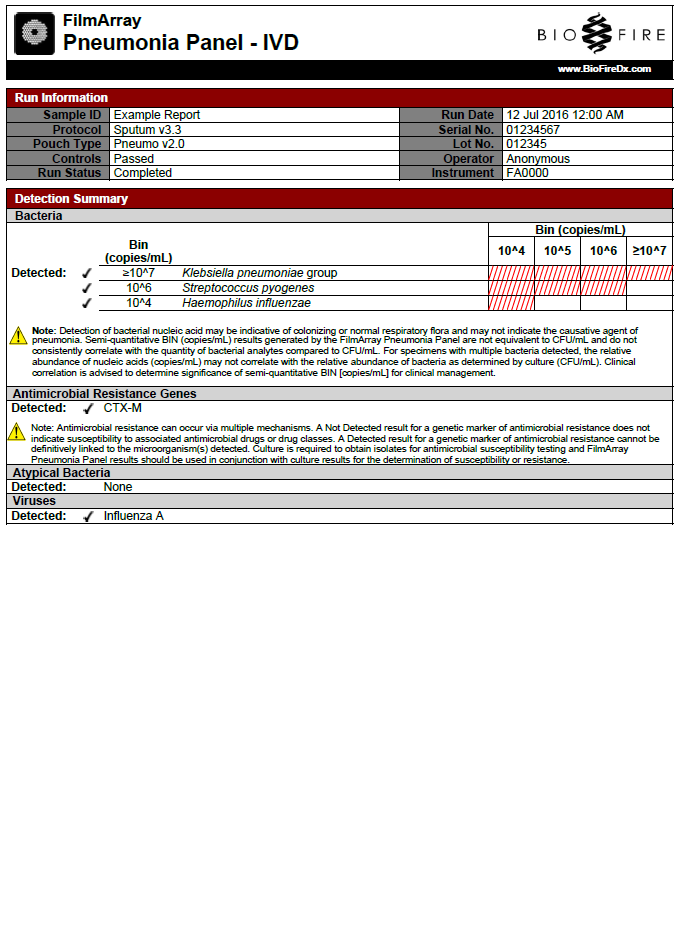 FilmArray
Pneumonia Panel - IVD
BIO FIRE
www.BioFireDx.com
Run Information
Sample ID Example Report Run Date 12 Jul 2016 12:00 AM
Protocol Sputum v3.3 Serial No. 01234567
Pouch Type Pneumo v2.0 Lot No. 012345
Controls Passed Operator Anonymous
Run Status Completed Instrument FA0000
Detection Summary
Bacteria
Bin (copies/mL)
Bin
(copies/mL)
10^4 10^5 10^6 ≥10^7
Detected: ✓ ≥10^7 Klebsiella pneumoniae group
✓ 10^6 Streptococcus pyogenes
✓ 10^4 Haemophilus influenzae
Note: Detection of bacterial nucleic acid may be indicative of colonizing or normal respiratory flora and may not indicate the causative agent of
pneumonia. Semi-quantitative BIN (copies/mL) results generated by the FilmArray Pneumonia Panel are not equivalent to CFU/mL and do not
consistently correlate with the quantity of bacterial analytes compared to CFU/mL. For specimens with multiple bacteria detected, the relative
abundance of nucleic acids (copies/mL) may not correlate with the relative abundance of bacteria as determined by culture (CFU/mL). Clinical
correlation is advised to determine significance of semi-quantitative BIN [copies/mL] for clinical management.
Antimicrobial Resistance Genes
Detected: ✓ CTX-M
Note: Antimicrobial resistance can occur via multiple mechanisms. A Not Detected result for a genetic marker of antimicrobial resistance does not
indicate susceptibility to associated antimicrobial drugs or drug classes. A Detected result for a genetic marker of antimicrobial resistance cannot be
definitively linked to the microorganism(s) detected. Culture is required to obtain isolates for antimicrobial susceptibility testing and FilmArray
Pneumonia Panel results should be used in conjunction with culture results for the determination of susceptibility or resistance.
Atypical Bacteria
Detected: None
Viruses
Detected: ✓ Influenza A